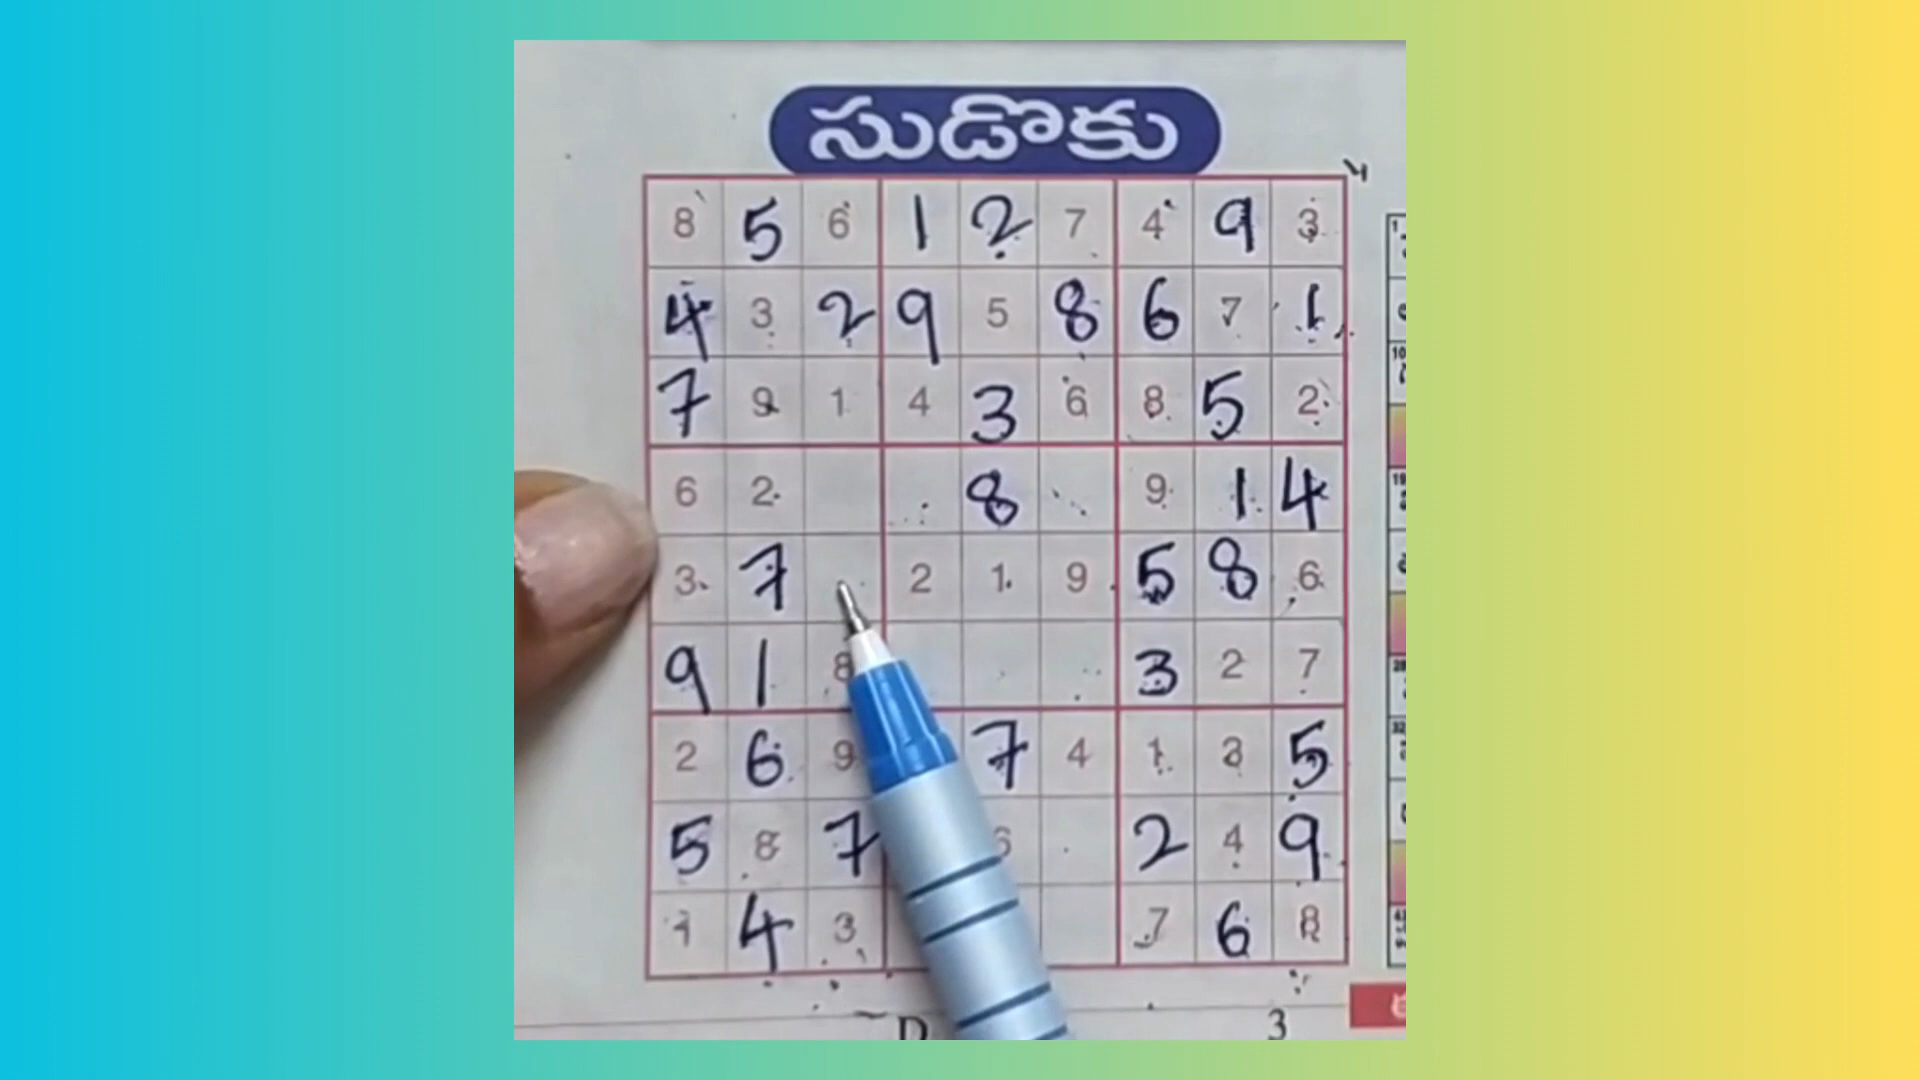 సుడొకు
8 5 6 1 2 7 4 9 3
4 3 2 9 5 8 6 7 1
7 9 1 4 3 6 8 5 2
6 2 8 9 1 4
3 7 2 1 9 5 8 6
9 1 8 3 2 7
2 6 9 7 4 1 3 5
5 8 7 6 2 4 9
1 4 3 7 6 8
D 3